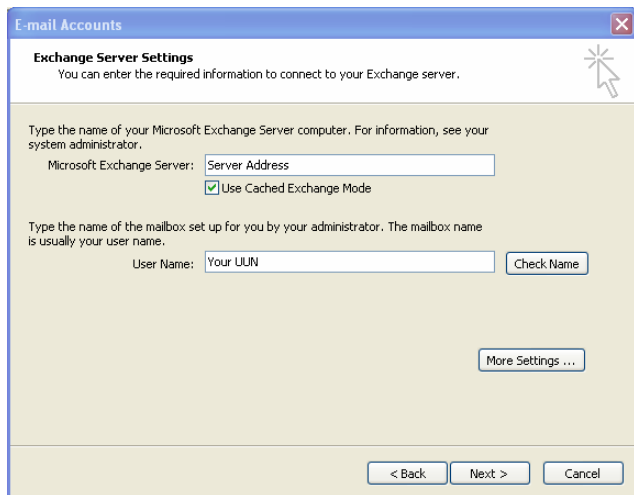 E-mail Accounts
Exchange Server Settings
You can enter the required information to connect to your Exchange server.
Type the name of your Microsoft Exchange Server computer. For information, see your
system administrator.
Microsoft Exchange Server: Server Address
Use Cached Exchange Mode
Type the name of the mailbox set up for you by your administrator. The mailbox name
is usually your user name.
User Name: Your UUN Check Name
More Settings ...
< Back Next > Cancel